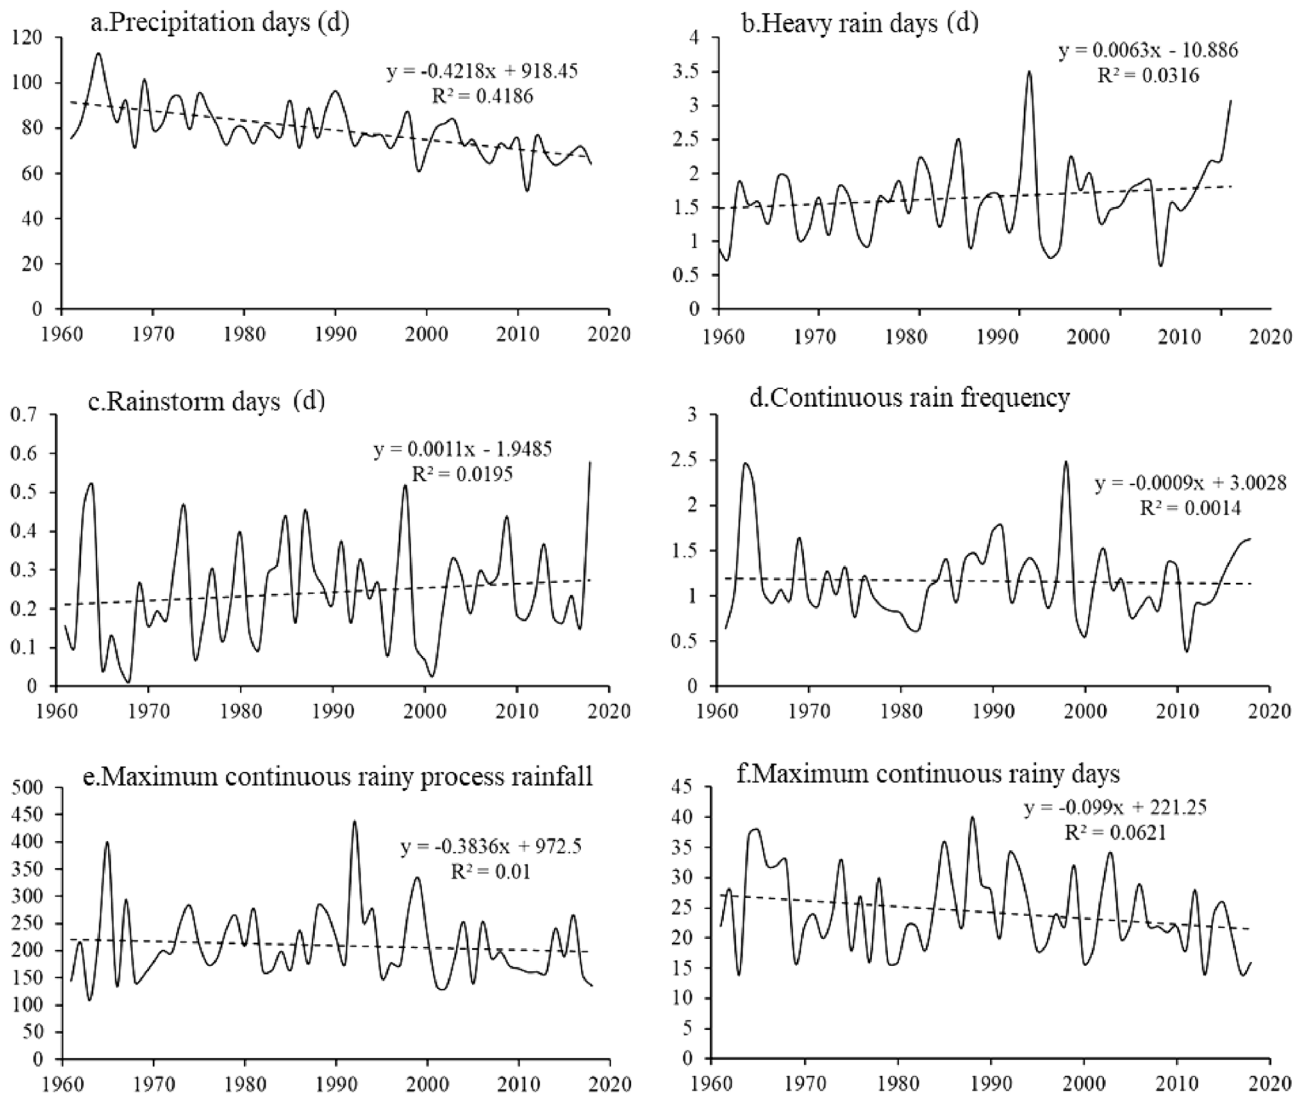 a.Precipitation days (d)
y = -0.4218x + 918.45
R² = 0.4186
120
100
80
60
40
20
0
1960 1970 1980 1990 2000 2010 2020
b.Heavy rain days (d)
y = 0.0063x - 10.886
R² = 0.0316
4
3.5
3
2.5
2
1.5
1
0.5
0
1960 1970 1980 1990 2000 2010 2020
c.Rainstorm days (d)
y = 0.0011x - 1.9485
R² = 0.0195
0.7
0.6
0.5
0.4
0.3
0.2
0.1
0
1960 1970 1980 1990 2000 2010 2020
d.Continuous rain frequency
y = -0.0009x + 3.0028
R² = 0.0014
3
2.5
2
1.5
1
0.5
0
1960 1970 1980 1990 2000 2010 2020
e.Maximum continuous rainy process rainfall
y = -0.3836x + 972.5
R² = 0.01
500
450
400
350
300
250
200
150
100
50
0
1960 1970 1980 1990 2000 2010 2020
f.Maximum continuous rainy days
y = -0.099x + 221.25
R² = 0.0621
45
40
35
30
25
20
15
10
5
0
1960 1970 1980 1990 2000 2010 2020